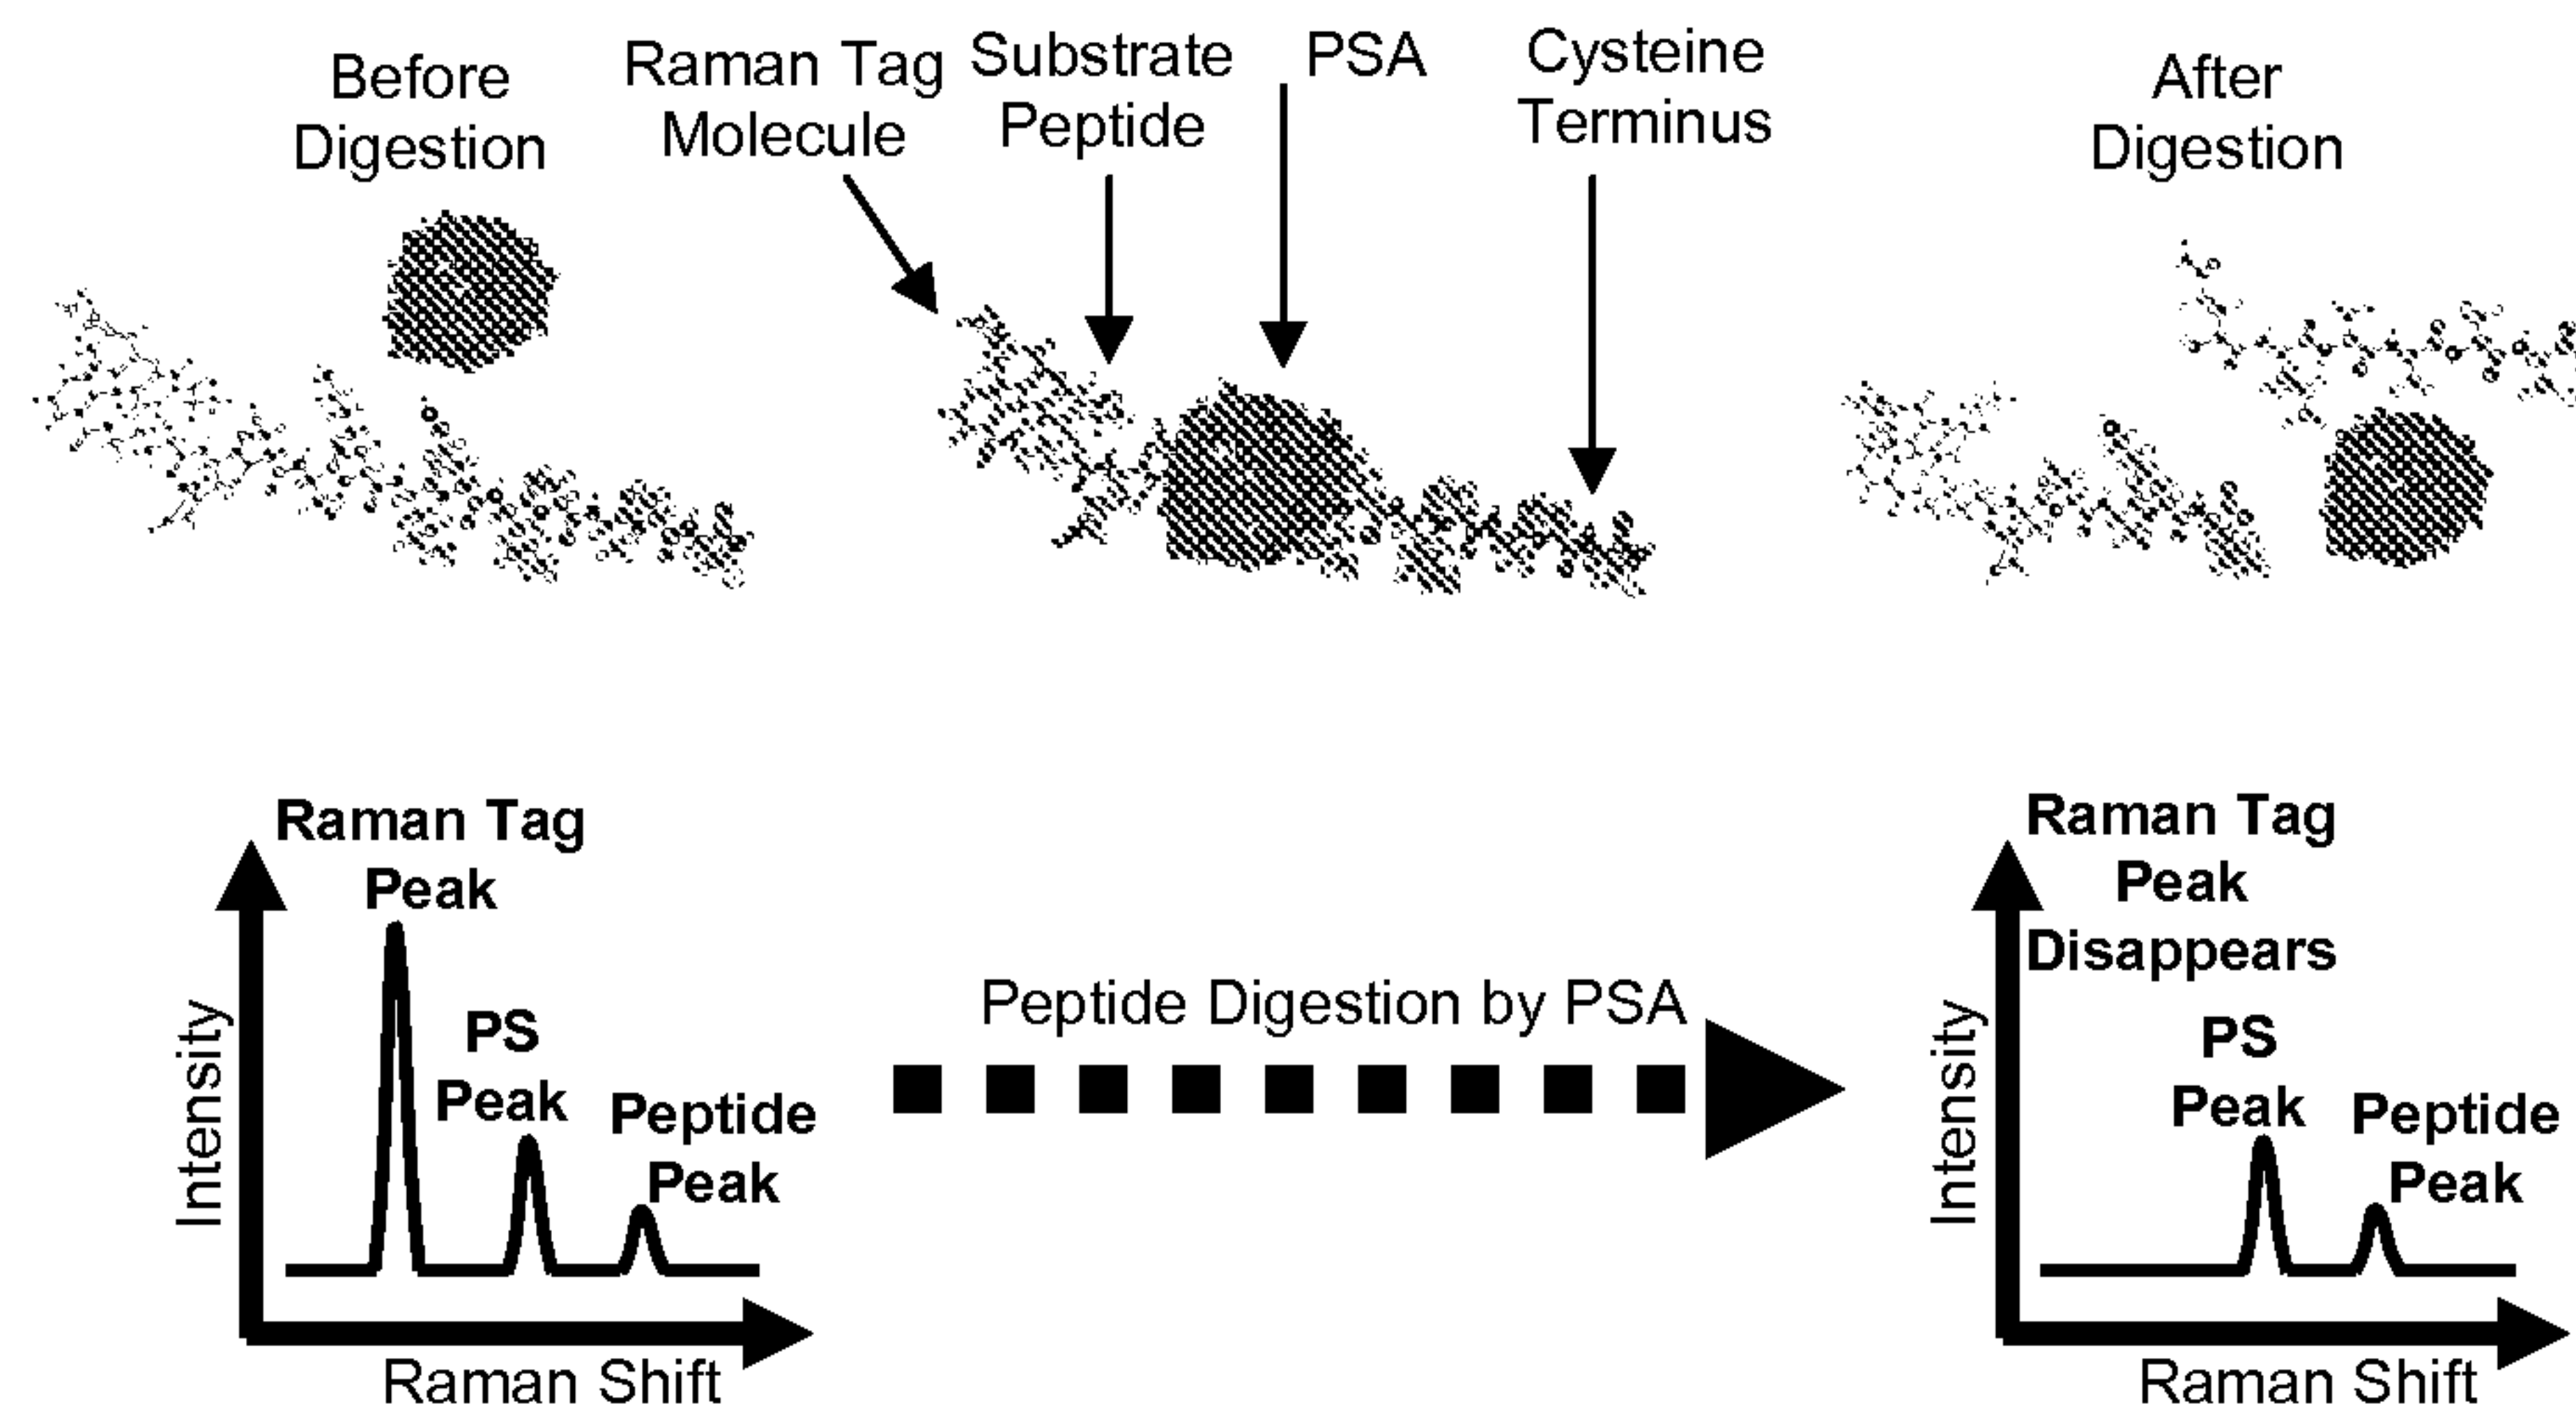 Before
Digestion
Raman Tag
Molecule
Substrate
Peptide
PSA
Cysteine
Terminus
After
Digestion
Raman Tag
Peak
PS
Peak
Peptide
Peak
Intensity
Raman Shift
Peptide Digestion by PSA
Raman Tag
Peak
Disappears
PS
Peak
Peptide
Peak
Intensity
Raman Shift